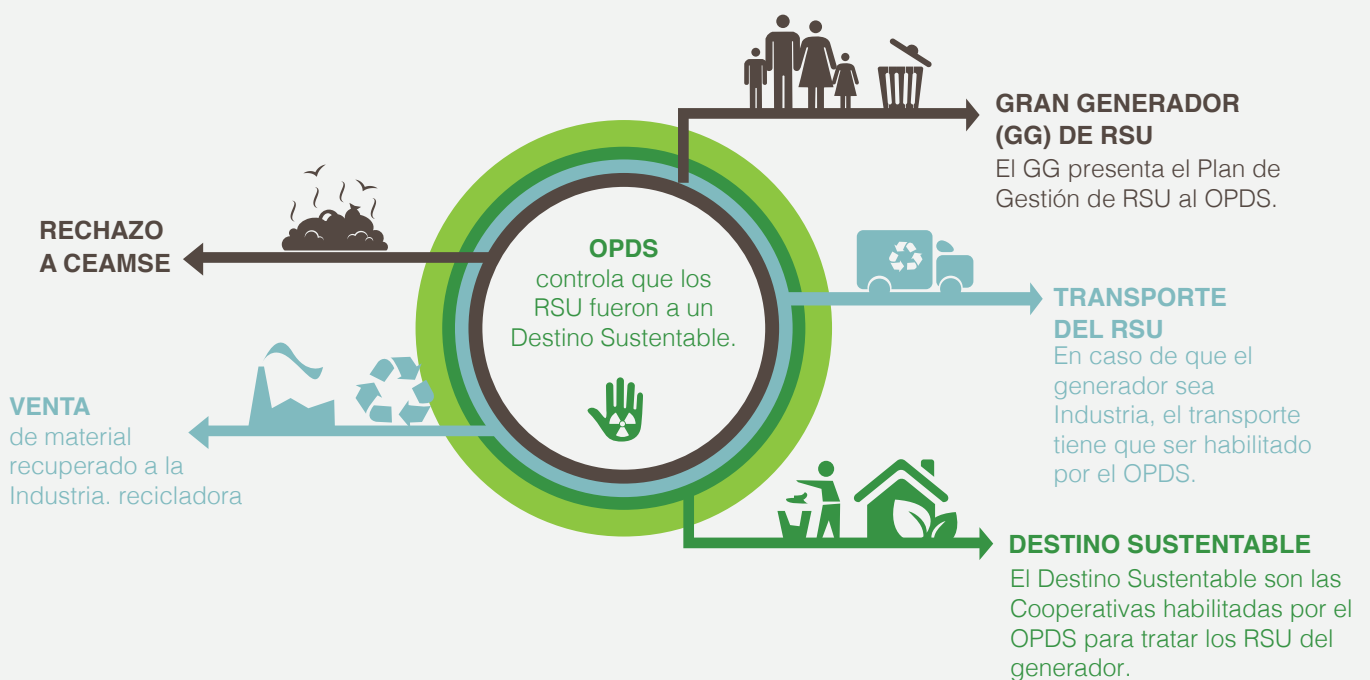 GRAN GENERADOR
(GG) DE RSU
El GG presenta el Plan de
Gestión de RSU al OPDS.
RECHAZO
A CEAMSE
OPDS
controla que los
RSU fueron a un
Destino Sustentable.
TRANSPORTE
DEL RSU
En caso de que el
generador sea
Industria, el transporte
tiene que ser habilitado
por el OPDS.
VENTA
de material
recuperado a la
Industria. recicladora
DESTINO SUSTENTABLE
El Destino Sustentable son las
Cooperativas habilitadas por el
OPDS para tratar los RSU del
generador.